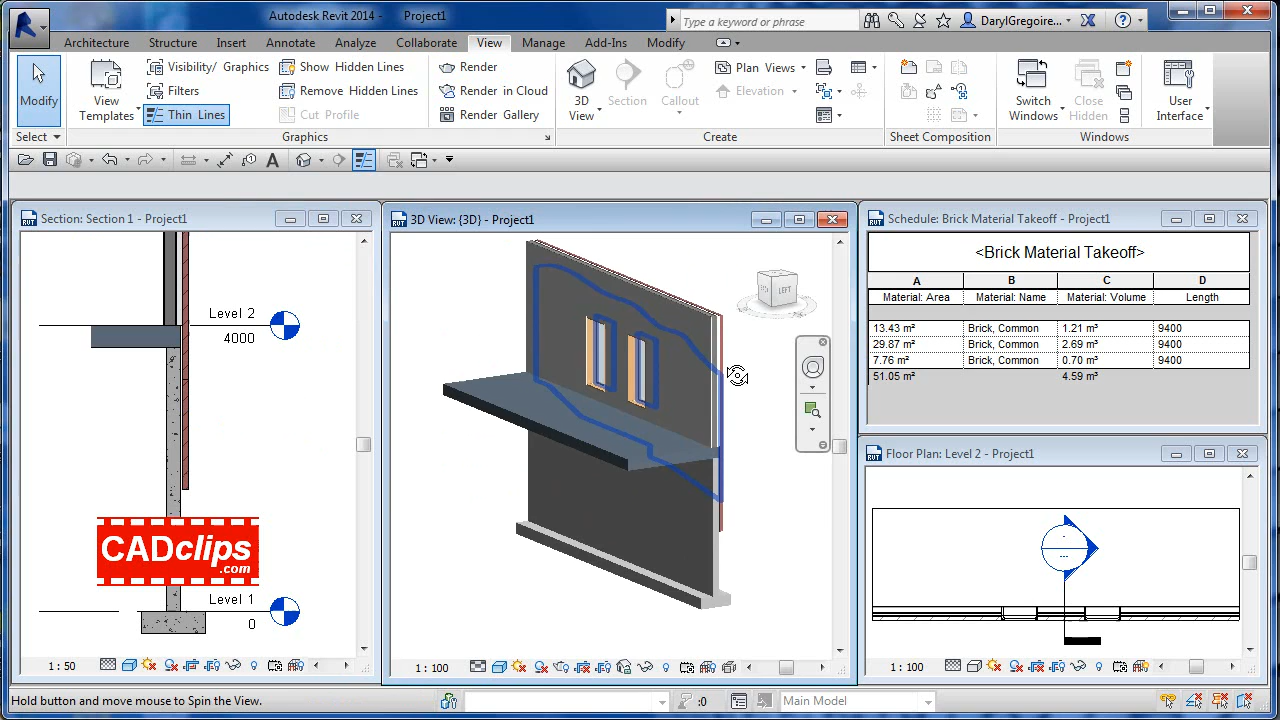 Autodesk Revit 2014 - Project1
Type a keyword or phrase
DarylGregoire...
Architecture Structure Insert Annotate Analyze Collaborate View Manage Add-Ins Modify
Modify
View Templates
Visibility/ Graphics
Filters
Thin Lines
Show Hidden Lines
Remove Hidden Lines
Cut Profile
Render
Render in Cloud
Render Gallery
3D View
Section
Callout
Plan Views
Elevation
Switch Windows
Close Hidden
User Interface
Select Graphics Create Sheet Composition Windows
Section: Section 1 - Project1
Level 2
4000
CADclips
.com
Level 1
0
1 : 50
3D View: {3D} - Project1
LEFT
1 : 100
Schedule: Brick Material Takeoff - Project1
<Brick Material Takeoff>
A B C D
Material: Area Material: Name Material: Volume Length
13.43 m² Brick, Common 1.21 m³ 9400
29.87 m² Brick, Common 2.69 m³ 9400
7.76 m² Brick, Common 0.70 m³ 9400
51.05 m² 4.59 m³
Floor Plan: Level 2 - Project1
1 : 100
Hold button and move mouse to Spin the View.
:0
Main Model